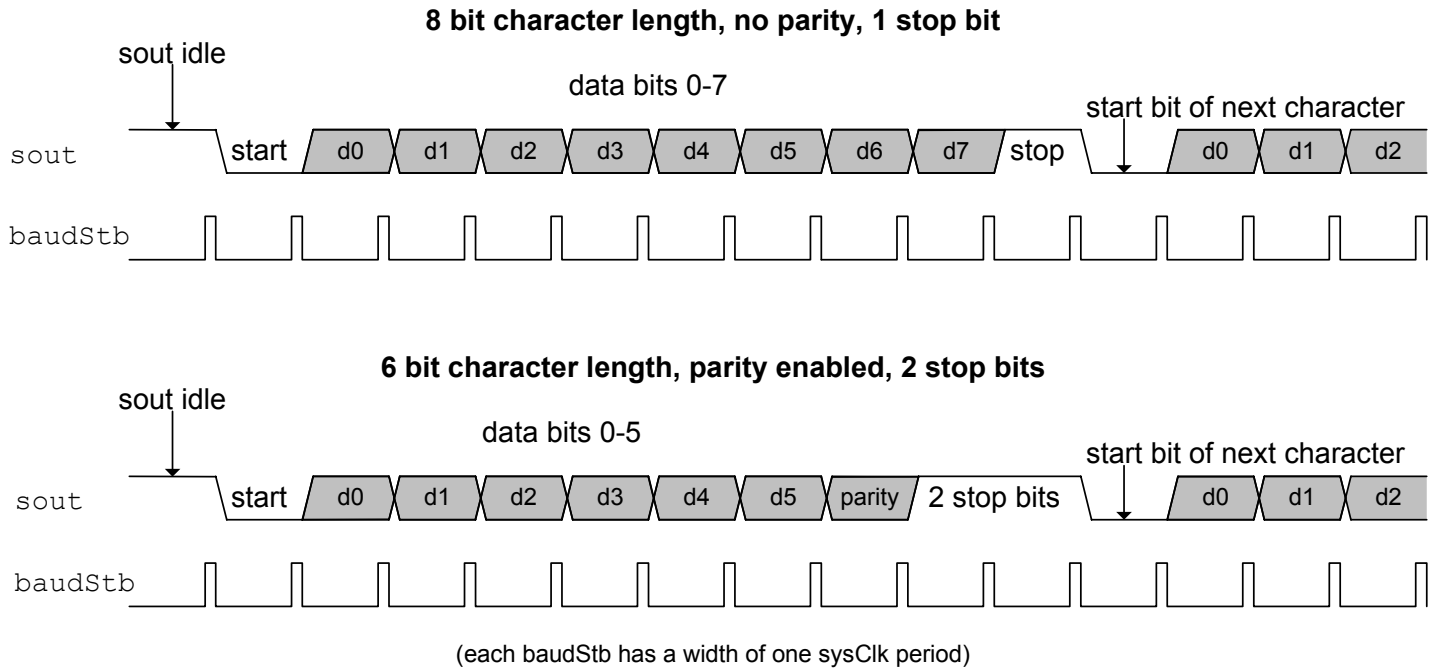 8 bit character length, no parity, 1 stop bit
sout idle
data bits 0-7
start bit of next character
sout start d0 d1 d2 d3 d4 d5 d6 d7 stop d0 d1 d2
baudStb
6 bit character length, parity enabled, 2 stop bits
sout idle
data bits 0-5
start bit of next character
sout start d0 d1 d2 d3 d4 d5 parity 2 stop bits d0 d1 d2
baudStb
(each baudStb has a width of one sysClk period)